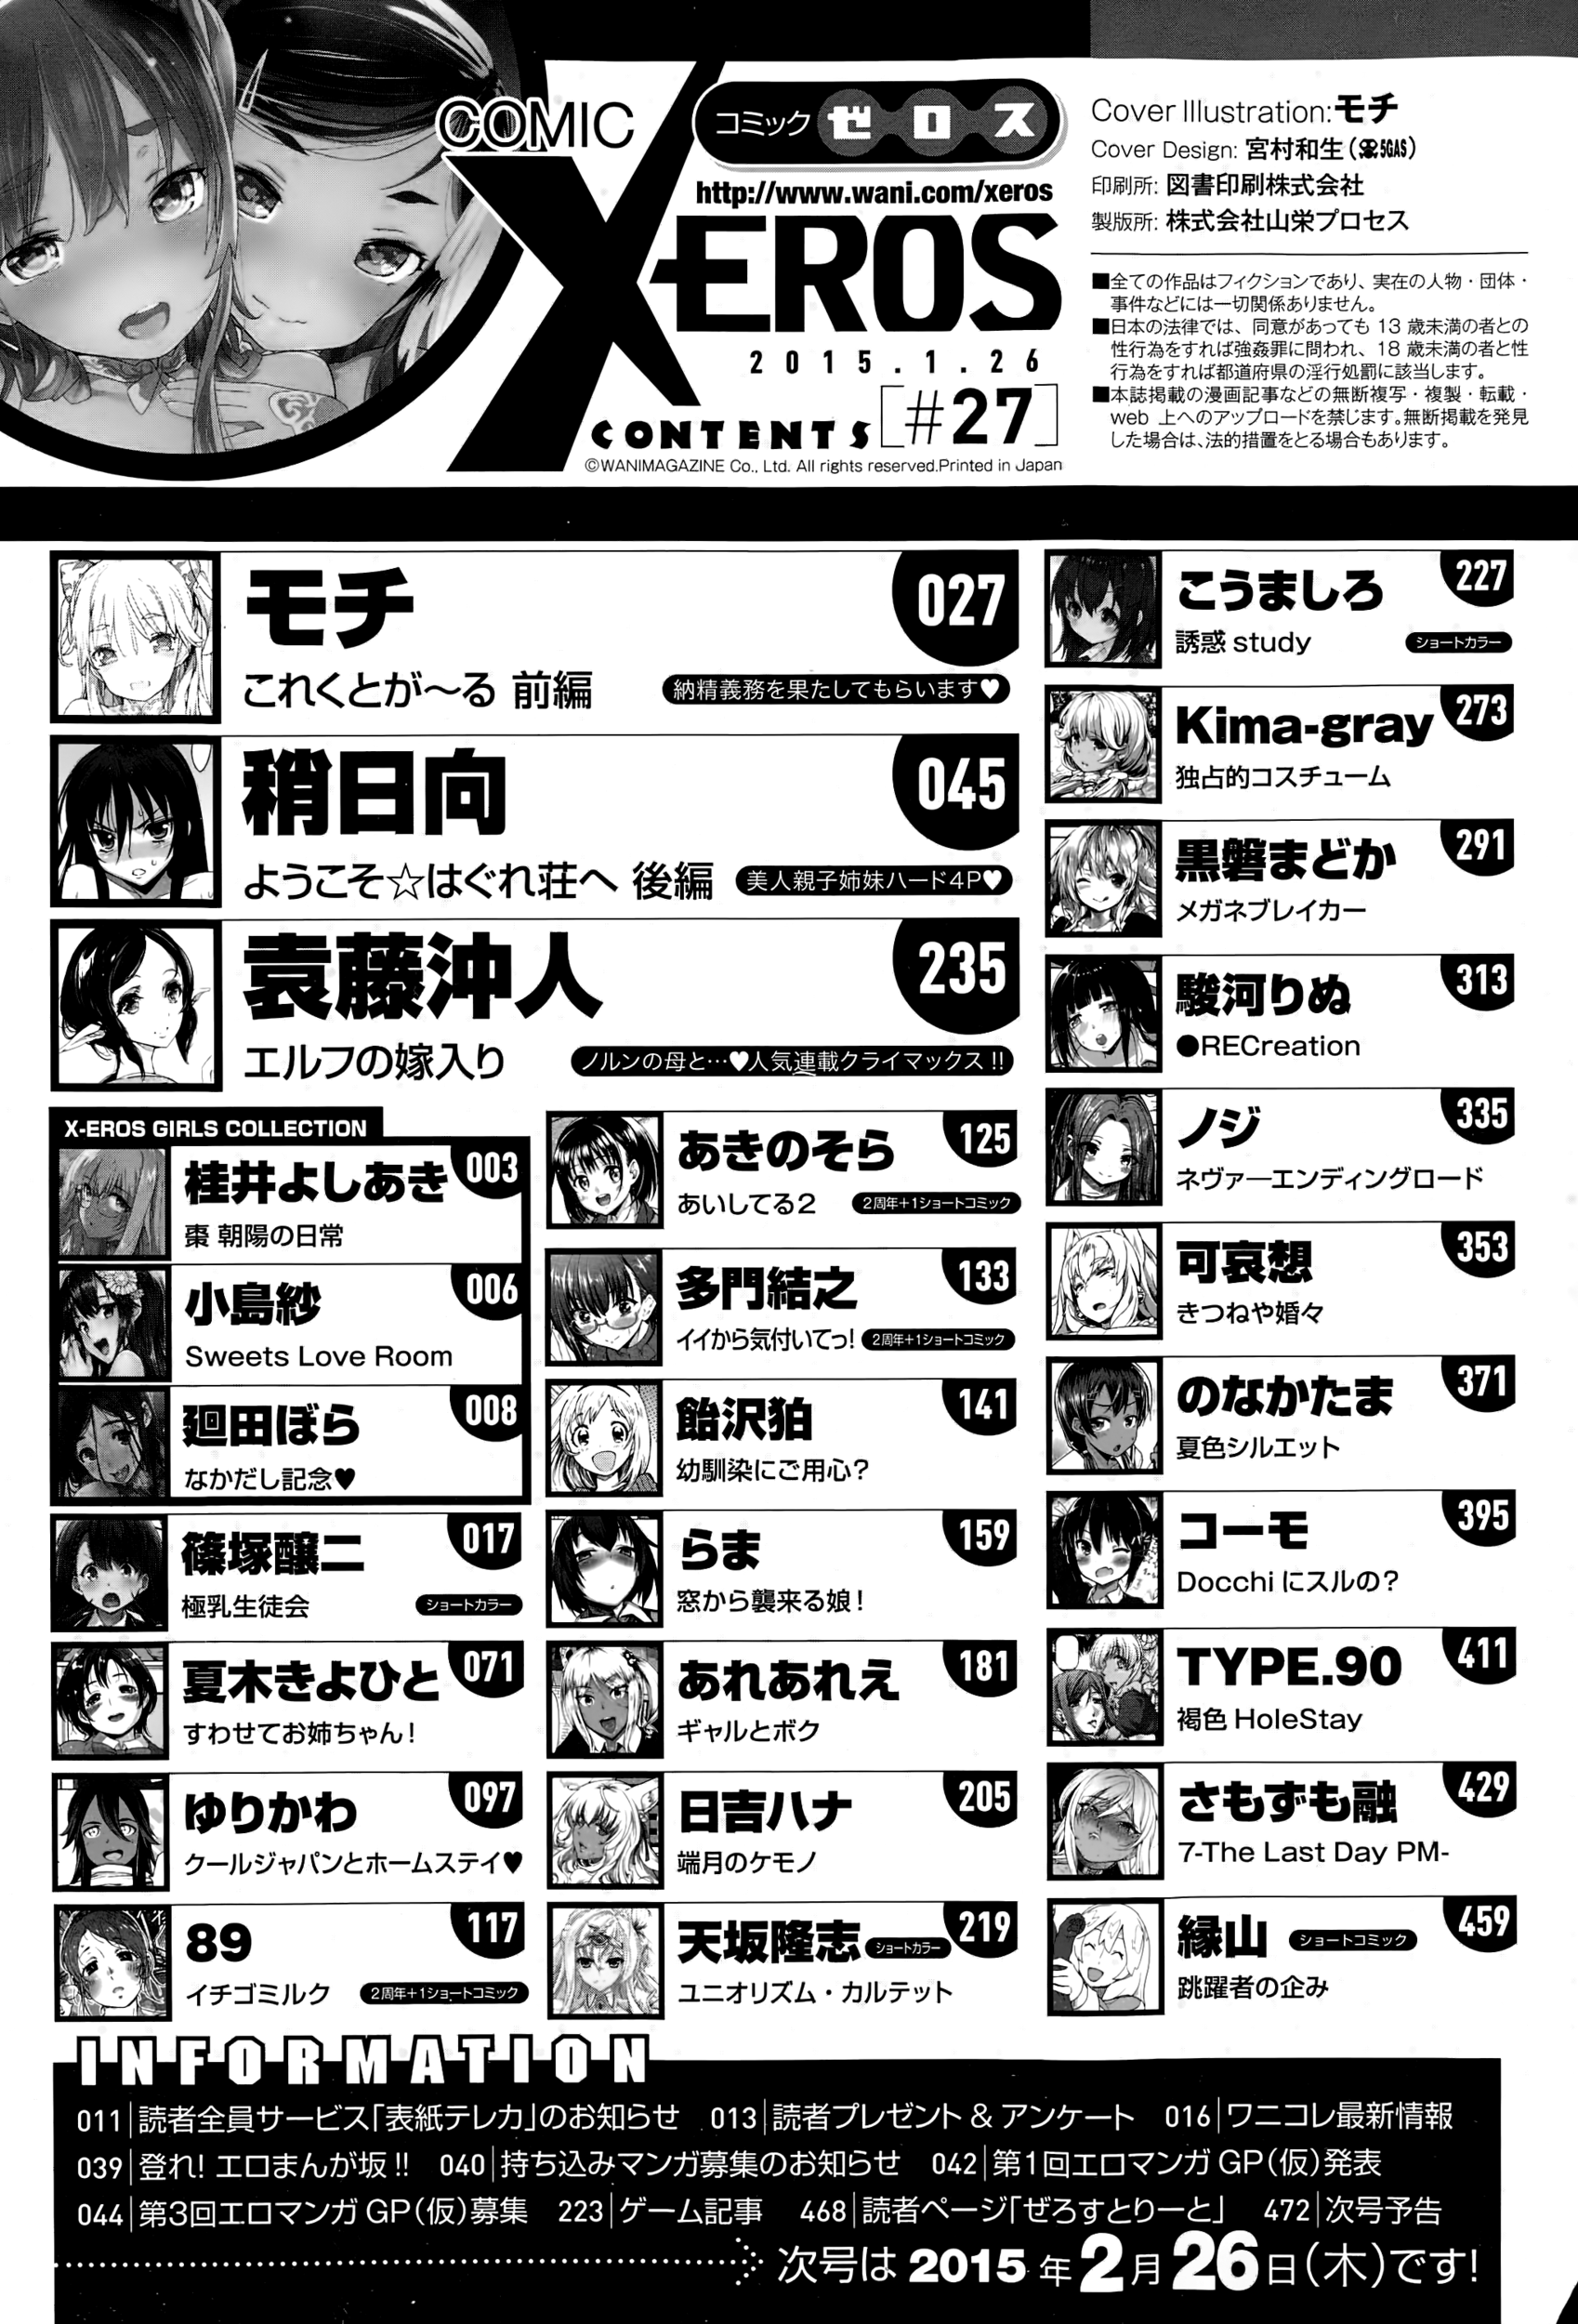 COMIC
コミック ゼロス
http://www.wani.com/xeros
X-EROS
2015.1.26
CONTENTS [#27]
©WANIMAGAZINE Co., Ltd. All rights reserved.Printed in Japan
Cover Illustration:モチ
Cover Design: 宮村和生(5GAS)
印刷所: 図書印刷株式会社
製版所: 株式会社山栄プロセス
■全ての作品はフィクションであり、実在の人物・団体・
事件などには一切関係ありません。
■日本の法律では、同意があっても 13 歳未満の者との
性行為をすれば強姦罪に問われ、18 歳未満の者と性
行為をすれば都道府県の淫行処罰に該当します。
■本誌掲載の漫画記事などの無断複写・複製・転載・
web 上へのアップロードを禁じます。無断掲載を発見
した場合は、法的措置をとる場合もあります。
モチ 027
これくとが〜る 前編 納精義務を果たしてもらいます♥
稍日向 045
ようこそ☆はぐれ荘へ 後編 美人親子姉妹ハード4P♥
袁藤沖人 235
エルフの嫁入り ノルンの母と…♥人気連載クライマックス!!
X-EROS GIRLS COLLECTION
桂井よしあき 003
棗 朝陽の日常
小島紗 006
Sweets Love Room
廻田ぼら 008
なかだし記念♥
篠塚醸二 017
極乳生徒会 ショートカラー
夏木きよひと 071
すわせてお姉ちゃん!
ゆりかわ 097
クールジャパンとホームステイ♥
89 117
イチゴミルク 2周年+1ショートコミック
あきのそら 125
あいしてる2 2周年+1ショートコミック
多門結之 133
イイから気付いてっ! 2周年+1ショートコミック
飴沢狛 141
幼馴染にご用心?
らま 159
窓から襲来る娘!
あれあれえ 181
ギャルとボク
日吉ハナ 205
端月のケモノ
天坂隆志 ショートカラー 219
ユニオリズム・カルテット
こうましろ 227
誘惑 study ショートカラー
Kima-gray 273
独占的コスチューム
黒磐まどか 291
メガネブレイカー
駿河りぬ 313
●RECreation
ノジ 335
ネヴァーエンディングロード
可哀想 353
きつねや婚々
のなかたま 371
夏色シルエット
コーモ 395
Docchi にスルの?
TYPE.90 411
褐色 HoleStay
さもずも融 429
7-The Last Day PM-
縁山 ショートコミック 459
跳躍者の企み
INFORMATION
011|読者全員サービス「表紙テレカ」のお知らせ 013|読者プレゼント & アンケート 016|ワニコレ最新情報
039|登れ! エロまんが坂!! 040|持ち込みマンガ募集のお知らせ 042|第1回エロマンガ GP(仮)発表
044|第3回エロマンガ GP(仮)募集 223|ゲーム記事 468|読者ページ「ぜろすとりーと」 472|次号予告
次号は 2015 年 2月 26日(木)です!